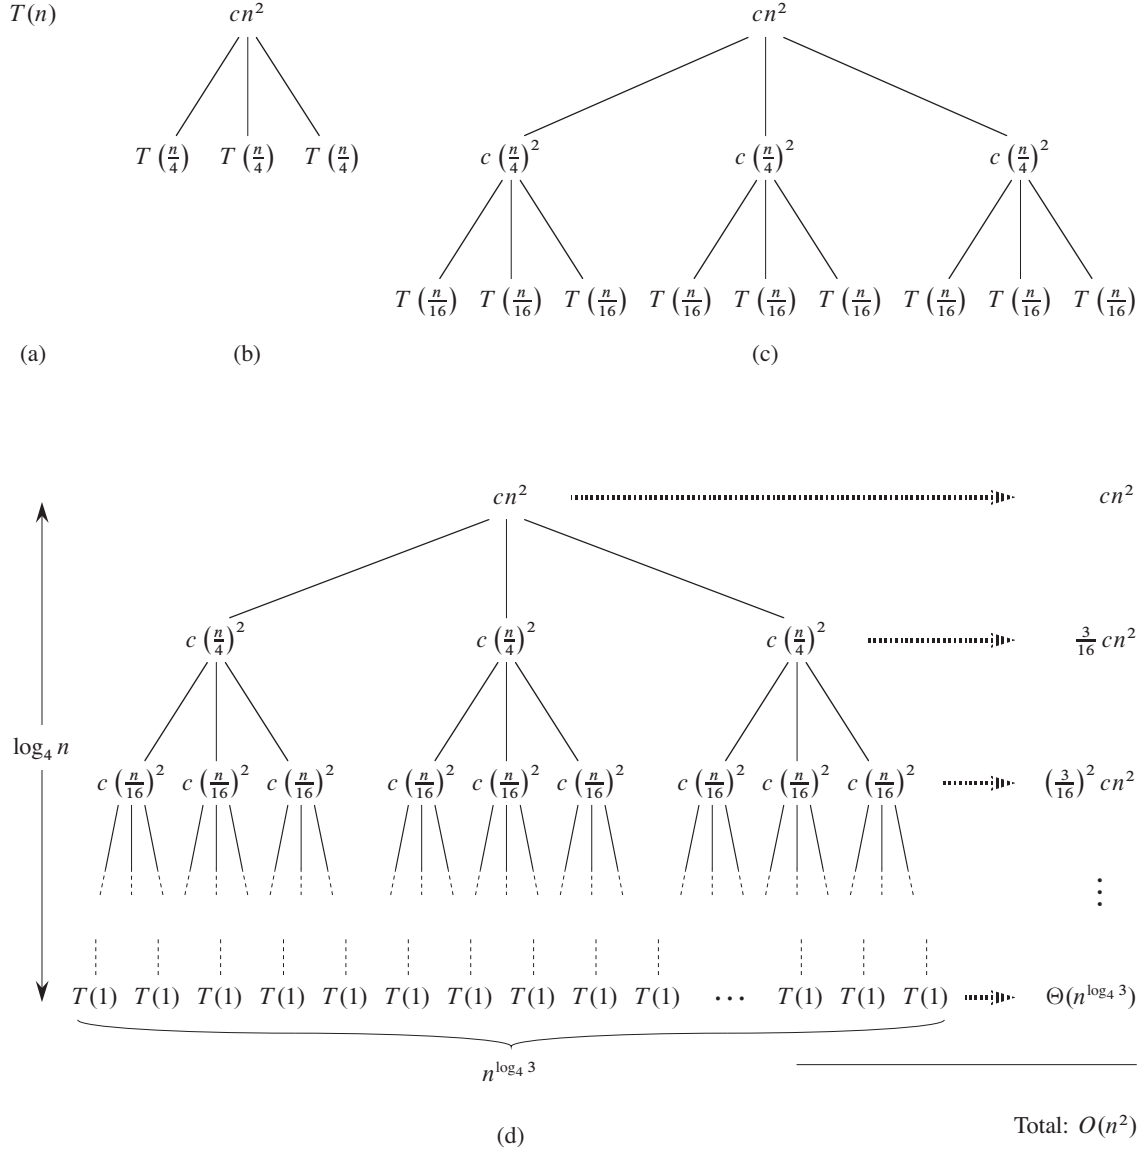 T(n) cn² cn²
T(n/4) T(n/4) T(n/4) c(n/4)² c(n/4)² c(n/4)²
T(n/16) T(n/16) T(n/16) T(n/16) T(n/16) T(n/16) T(n/16) T(n/16) T(n/16)
(a) (b) (c)
cn² cn²
c(n/4)² c(n/4)² c(n/4)² 3/16 cn²
log₄ n
c(n/16)² c(n/16)² c(n/16)² c(n/16)² c(n/16)² c(n/16)² c(n/16)² c(n/16)² c(n/16)² (3/16)² cn²
⋮
T(1) T(1) T(1) T(1) T(1) T(1) T(1) T(1) T(1) T(1) … T(1) T(1) T(1) Θ(n^{log₄ 3})
n^{log₄ 3}
Total: O(n²)
(d)